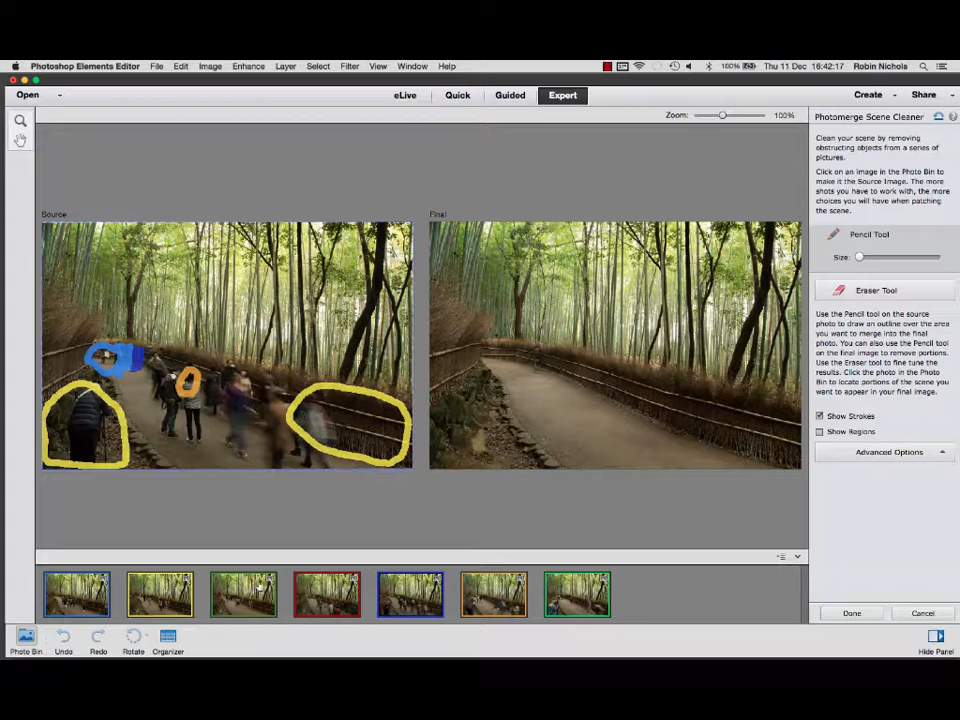 Photoshop Elements Editor File Edit Image Enhance Layer Select Filter View Window Help 100% Thu 11 Dec 16:42:17 Robin Nichols
Open eLive Quick Guided Expert Create Share
Zoom: 100%
Photomerge Scene Cleaner
Clean your scene by removing
obstructing objects from a series of
pictures.
Click on an image in the Photo Bin to
make it the Source Image. The more
shots you have to work with, the more
choices you will have when patching
the scene.
Source Final
Pencil Tool
Size:
Eraser Tool
Use the Pencil tool on the source
photo to draw an outline over the area
you want to merge into the final
photo. You can also use the Pencil
tool on the final image to remove portions.
Use the Eraser tool to fine tune the
results. Click the photo in the Photo
Bin to locate portions of the scene you
want to appear in your final image.
Show Strokes
Show Regions
Advanced Options
Done Cancel
Photo Bin Undo Redo Rotate Organizer Hide Panel